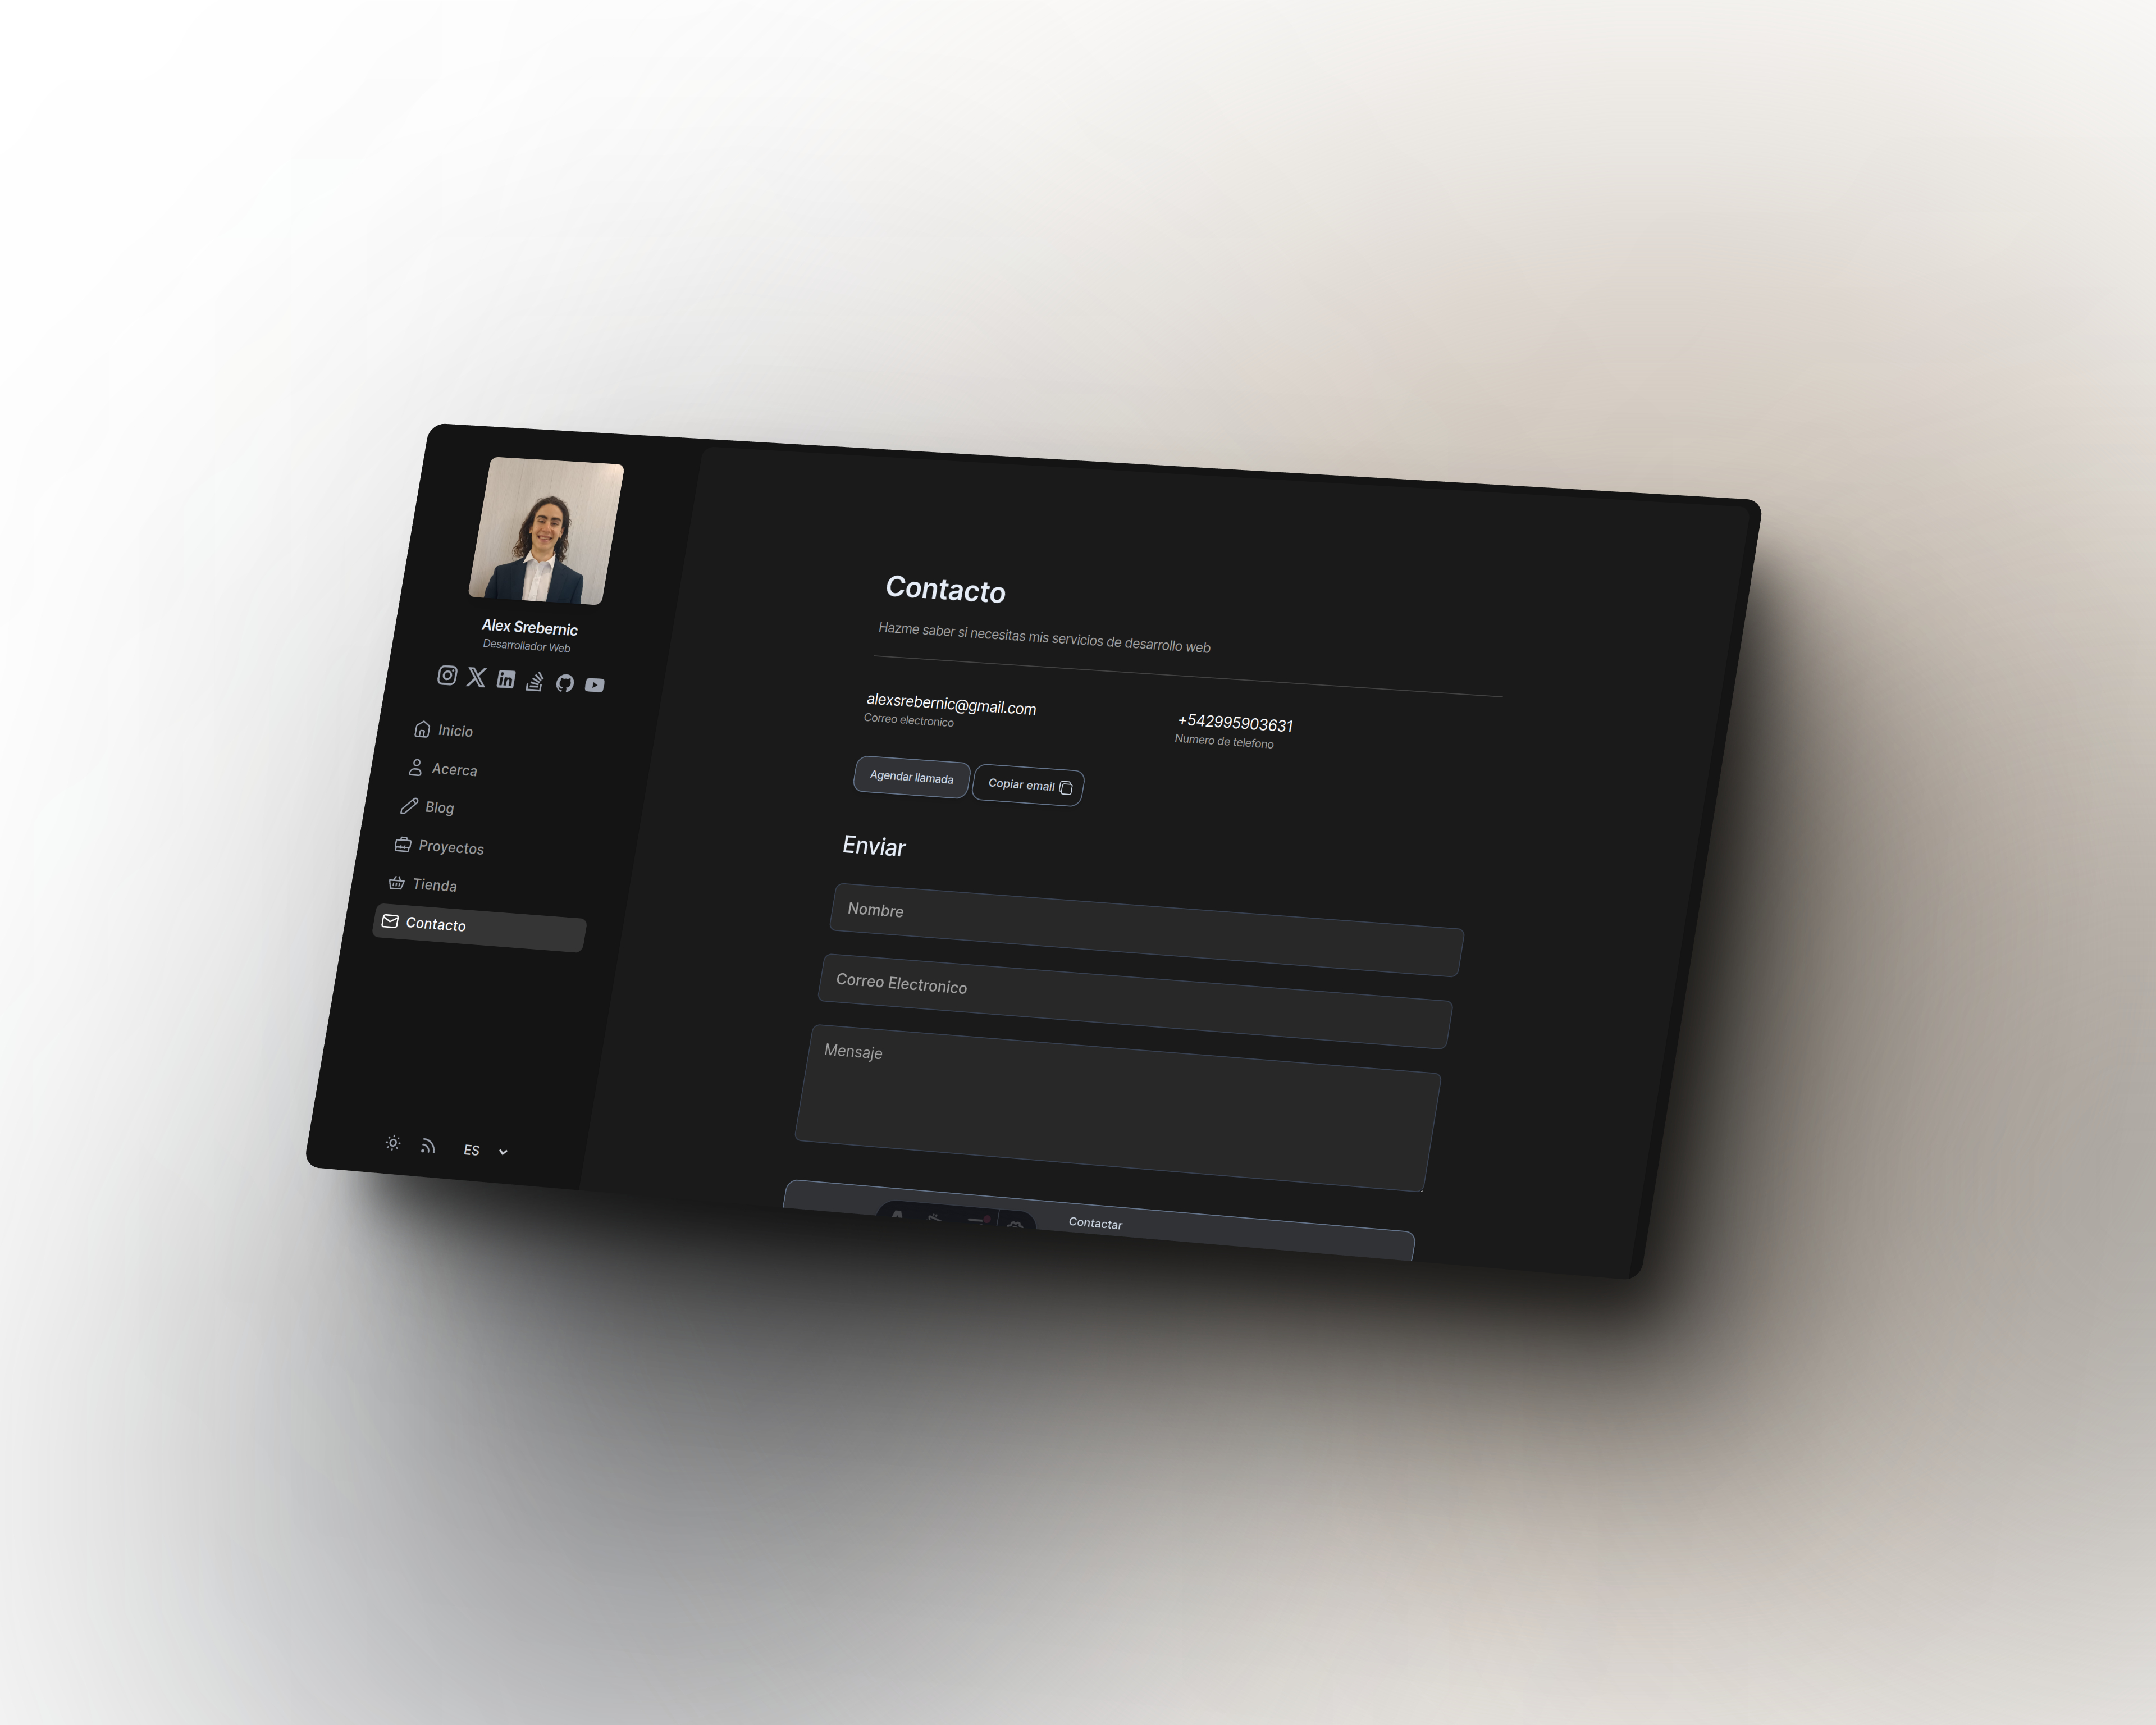 Alex Srebernic
Desarrollador Web
Inicio
Acerca
Blog
Proyectos
Tienda
Contacto
ES
Contacto
Hazme saber si necesitas mis servicios de desarrollo web
alexsrebernic@gmail.com
Correo electronico
+542995903631
Numero de telefono
Agendar llamada
Copiar email
Enviar
Nombre
Correo Electronico
Mensaje
Contactar